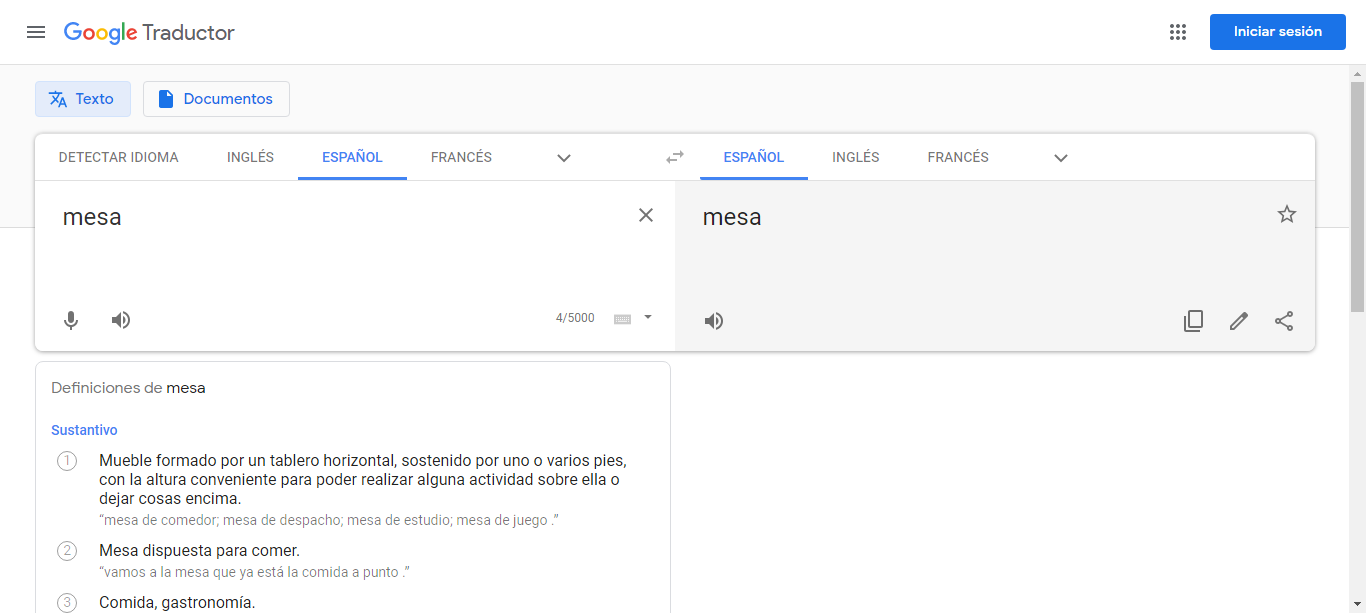 Google Traductor
Iniciar sesión
Texto
Documentos
DETECTAR IDIOMA INGLÉS ESPAÑOL FRANCÉS
ESPAÑOL INGLÉS FRANCÉS
mesa
mesa
4/5000
Definiciones de mesa
Sustantivo
1 Mueble formado por un tablero horizontal, sostenido por uno o varios pies,
con la altura conveniente para poder realizar alguna actividad sobre ella o
dejar cosas encima.
“mesa de comedor; mesa de despacho; mesa de estudio; mesa de juego .”
2 Mesa dispuesta para comer.
“vamos a la mesa que ya está la comida a punto .”
3 Comida, gastronomía.